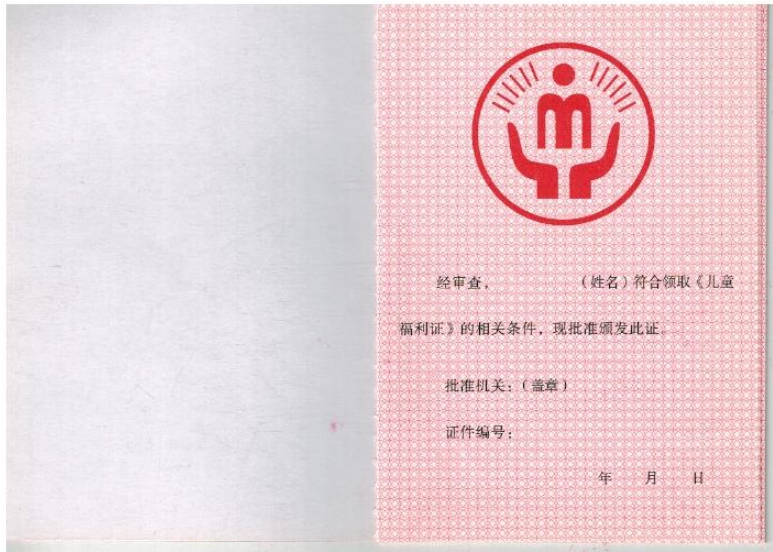 经审查，　　　　（姓名）符合领取《儿童
福利证》的相关条件，现批准颁发此证。
批准机关：（盖章）
证件编号：
年　月　日